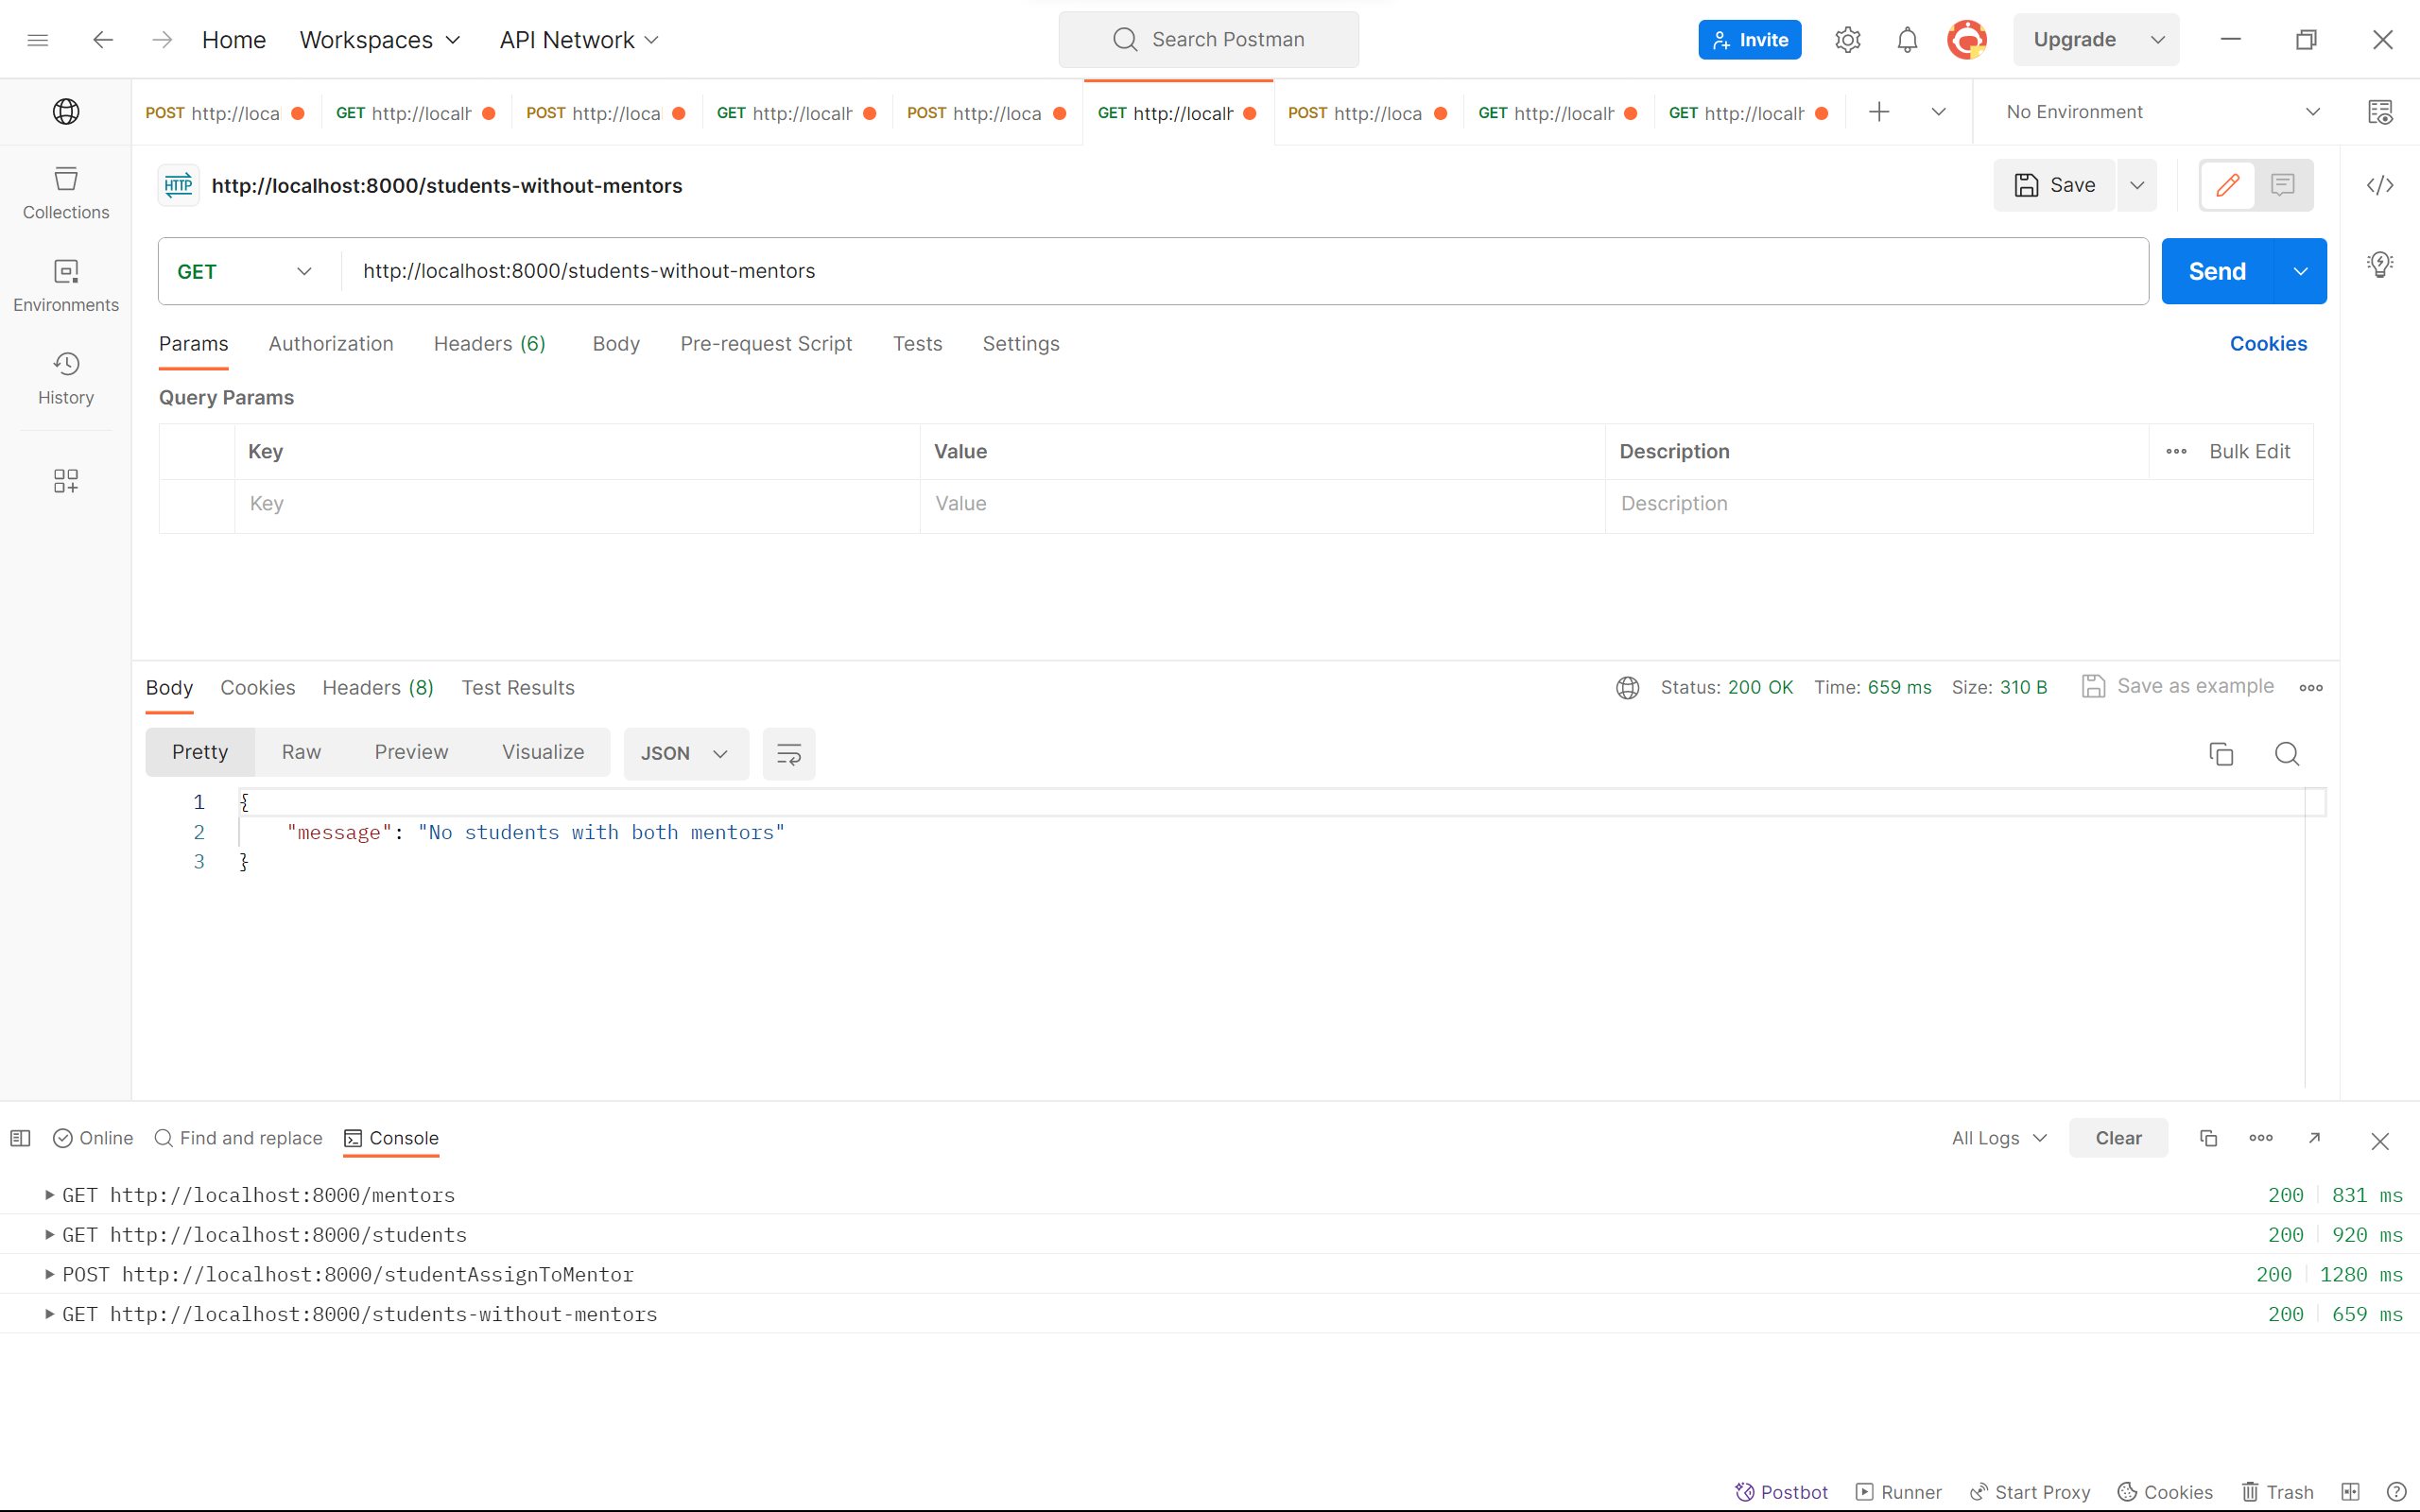 Home Workspaces API Network Search Postman Invite Upgrade
POST http://loca GET http://localh POST http://loca GET http://localh POST http://loca GET http://localh POST http://loca GET http://localh GET http://localh No Environment
HTTP http://localhost:8000/students-without-mentors Save
Collections
GET http://localhost:8000/students-without-mentors Send
Environments
Params Authorization Headers (6) Body Pre-request Script Tests Settings Cookies
History
Query Params
Key Value Description Bulk Edit
Key Value Description
Body Cookies Headers (8) Test Results Status: 200 OK Time: 659 ms Size: 310 B Save as example
Pretty Raw Preview Visualize JSON
1 {
2 "message": "No students with both mentors"
3 }
Online Find and replace Console All Logs Clear
GET http://localhost:8000/mentors 200 831 ms
GET http://localhost:8000/students 200 920 ms
POST http://localhost:8000/studentAssignToMentor 200 1280 ms
GET http://localhost:8000/students-without-mentors 200 659 ms
Postbot Runner Start Proxy Cookies Trash